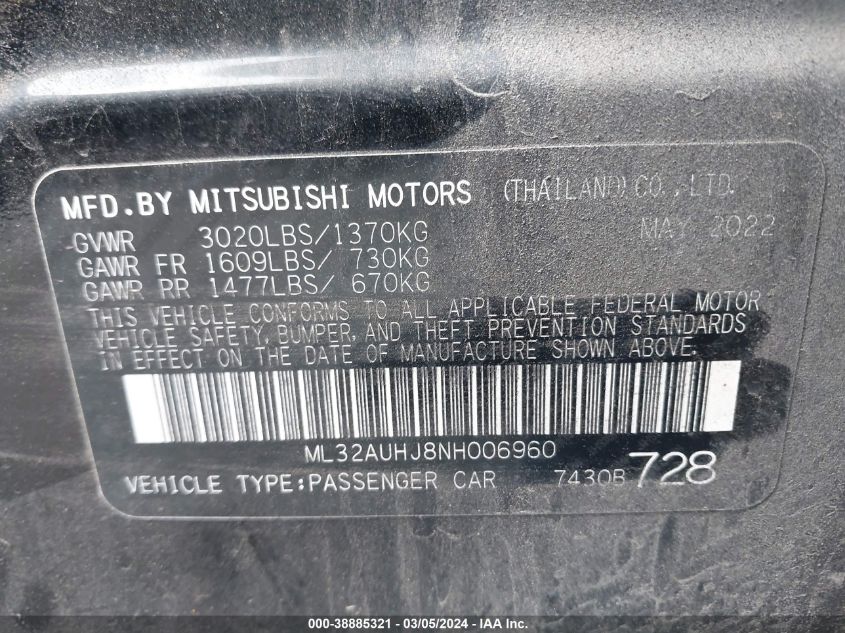 MFD.BY MITSUBISHI MOTORS (THAILAND) CO.,LTD.
GVWR 3020LBS/1370KG MAY 2022
GAWR FR 1609LBS/ 730KG
GAWR RR 1477LBS/ 670KG
THIS VEHICLE CONFORMS TO ALL APPLICABLE FEDERAL MOTOR
VEHICLE SAFETY, BUMPER, AND THEFT PREVENTION STANDARDS
IN EFFECT ON THE DATE OF MANUFACTURE SHOWN ABOVE.
ML32AUHJ8NH006960
VEHICLE TYPE:PASSENGER CAR 7430B 728
000-38885321 - 03/05/2024 - IAA Inc.